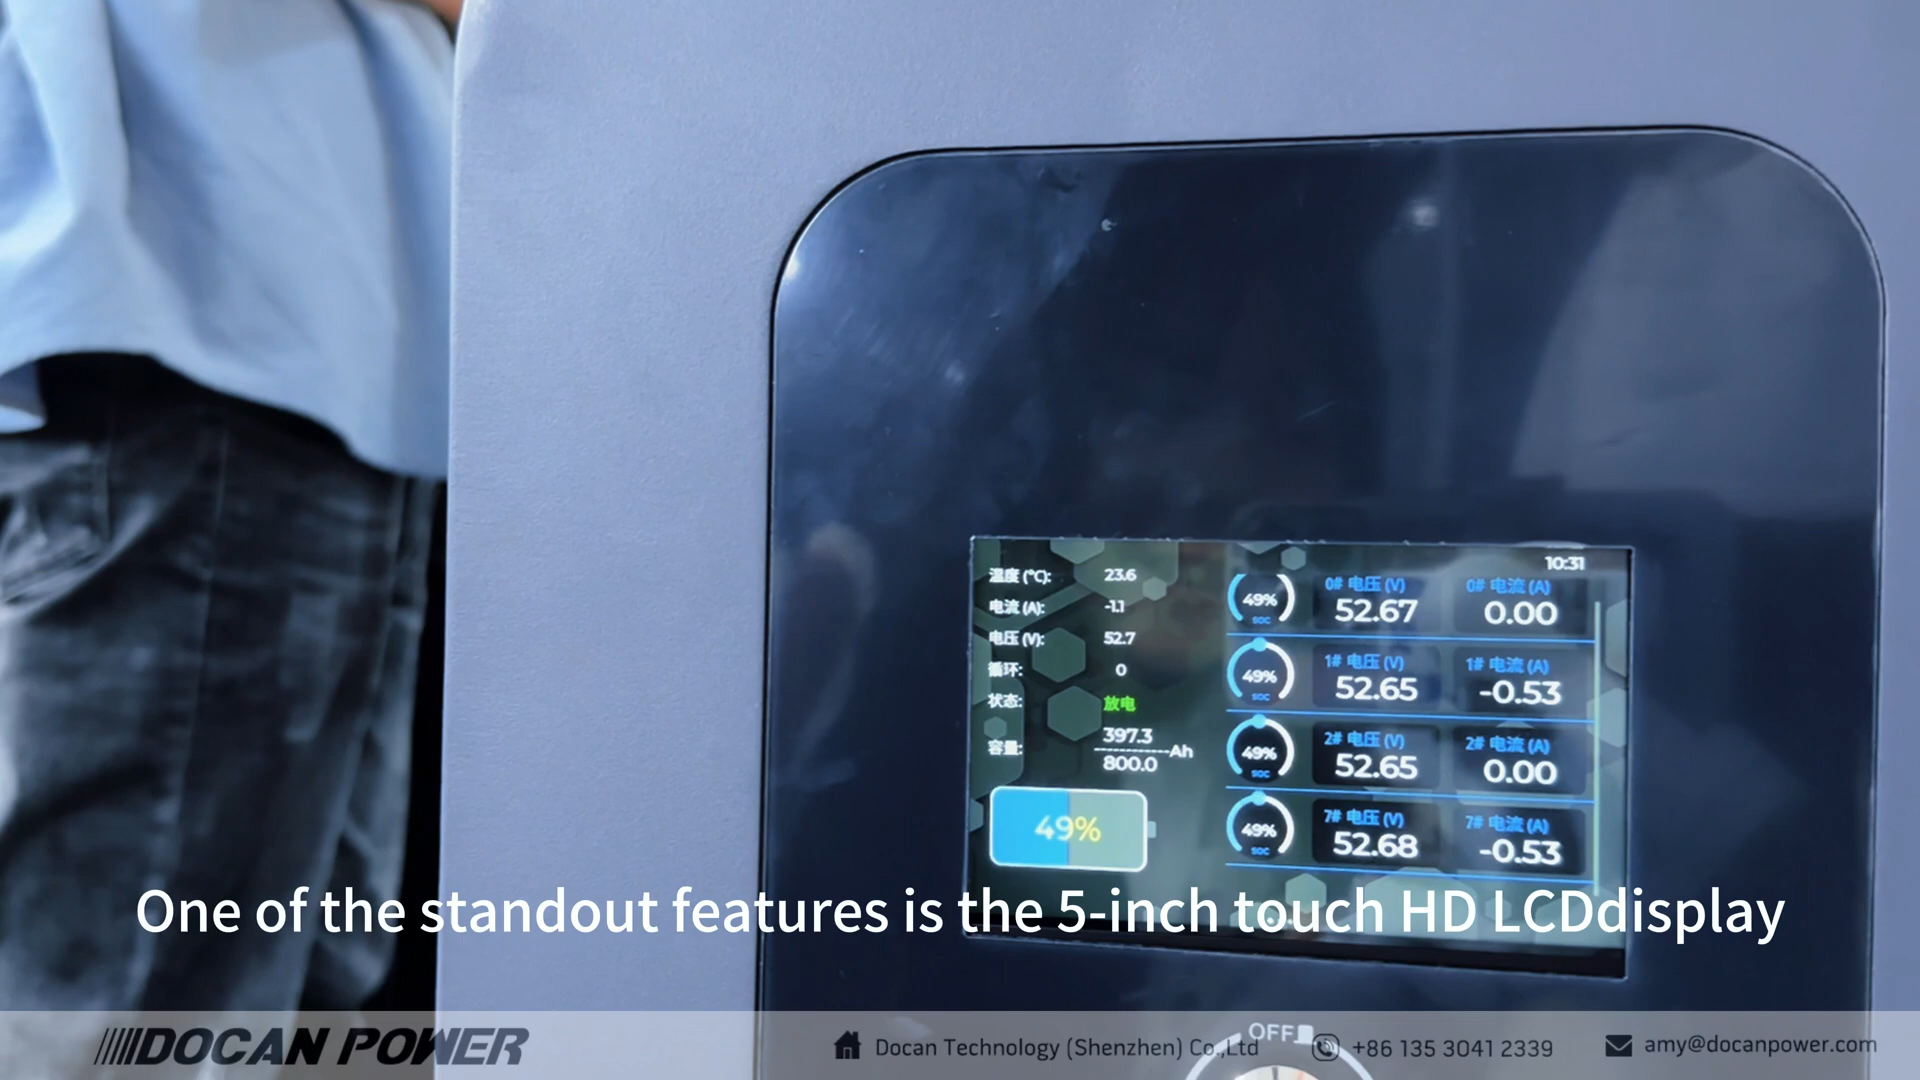 10:31
温度 (℃): 23.6
电流 (A): -1.1
电压 (V): 52.7
循环: 0
状态: 放电
容量: 397.3
800.0 Ah
49%
49% SOC 0# 电压 (V) 52.67 0# 电流 (A) 0.00
49% SOC 1# 电压 (V) 52.65 1# 电流 (A) -0.53
49% SOC 2# 电压 (V) 52.65 2# 电流 (A) 0.00
49% SOC 7# 电压 (V) 52.68 7# 电流 (A) -0.53
One of the standout features is the 5-inch touch HD LCDdisplay
OFF
DOCAN POWER
Docan Technology (Shenzhen) Co.,Ltd
+86 135 3041 2339
amy@docanpower.com